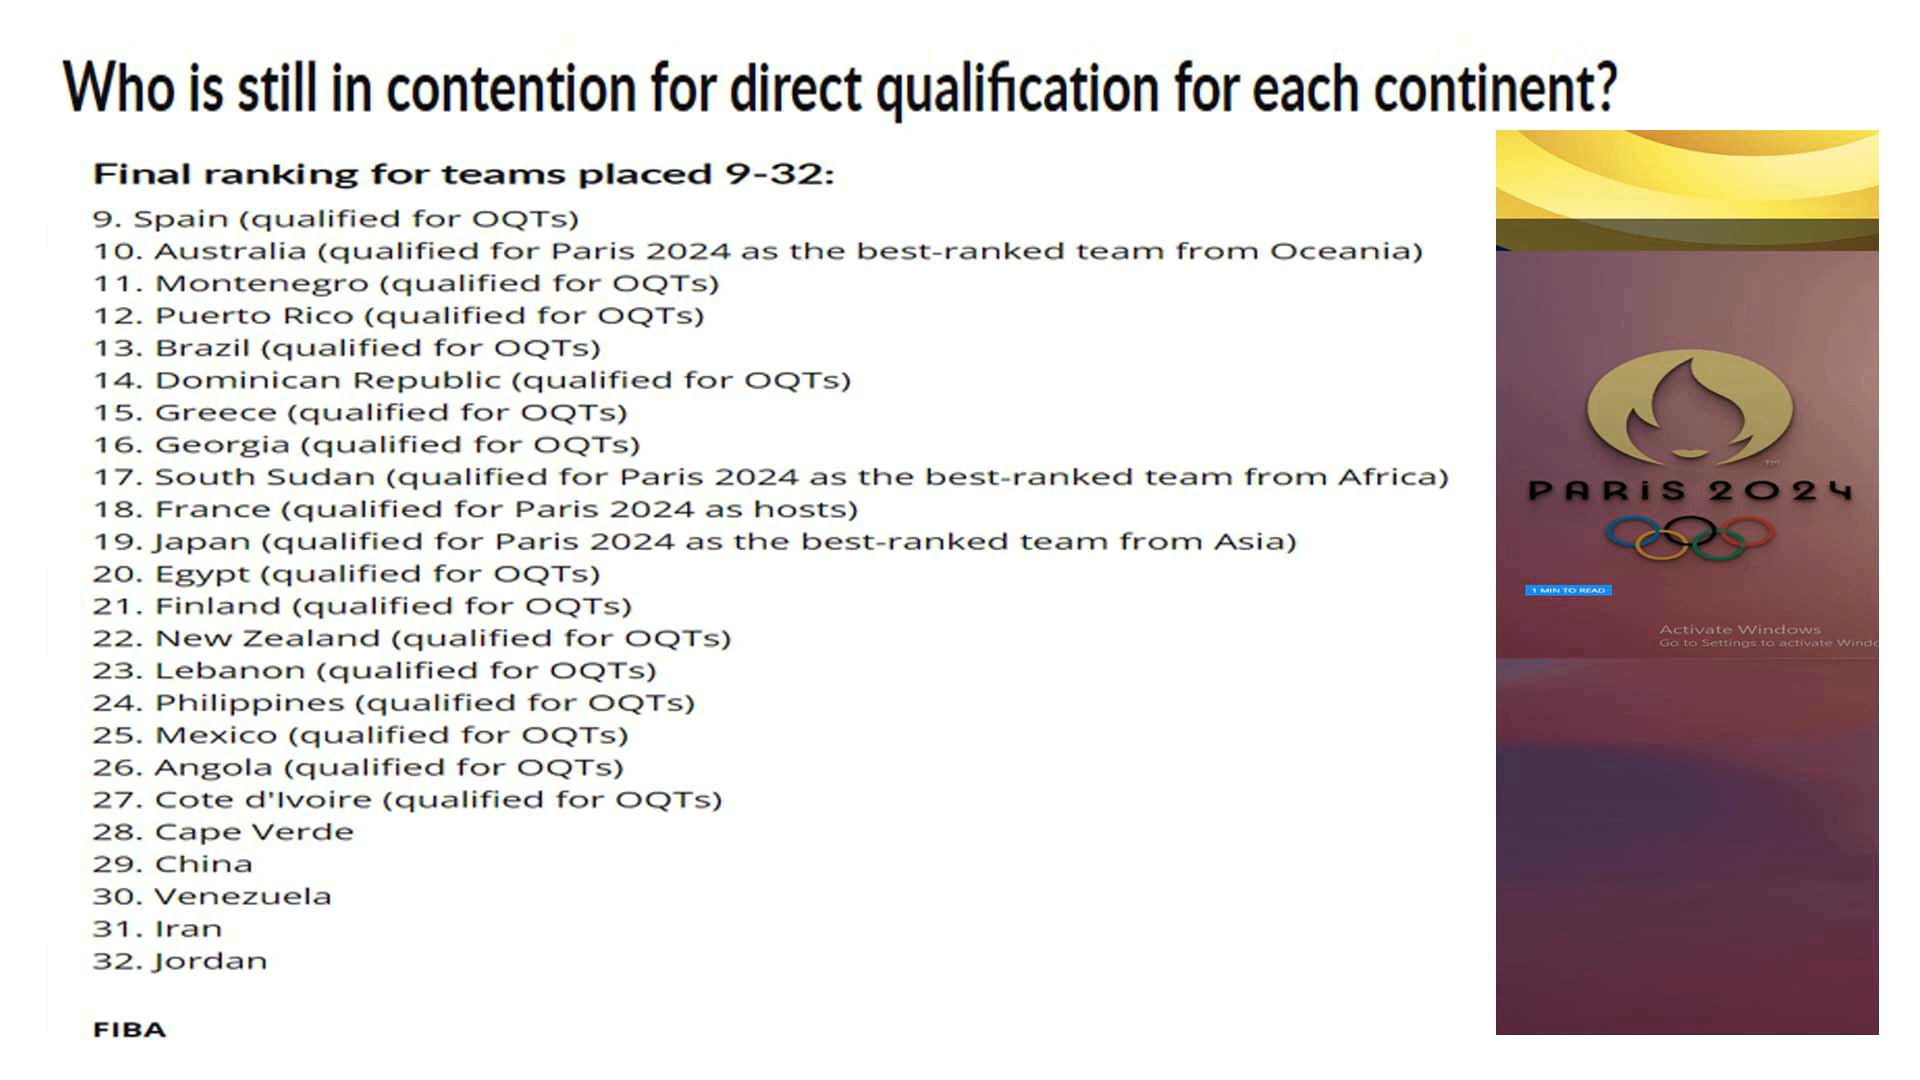 Who is still in contention for direct qualification for each continent?
Final ranking for teams placed 9-32:
9. Spain (qualified for OQTs)
10. Australia (qualified for Paris 2024 as the best-ranked team from Oceania)
11. Montenegro (qualified for OQTs)
12. Puerto Rico (qualified for OQTs)
13. Brazil (qualified for OQTs)
14. Dominican Republic (qualified for OQTs)
15. Greece (qualified for OQTs)
16. Georgia (qualified for OQTs)
17. South Sudan (qualified for Paris 2024 as the best-ranked team from Africa)
18. France (qualified for Paris 2024 as hosts)
19. Japan (qualified for Paris 2024 as the best-ranked team from Asia)
20. Egypt (qualified for OQTs)
21. Finland (qualified for OQTs)
22. New Zealand (qualified for OQTs)
23. Lebanon (qualified for OQTs)
24. Philippines (qualified for OQTs)
25. Mexico (qualified for OQTs)
26. Angola (qualified for OQTs)
27. Cote d'Ivoire (qualified for OQTs)
28. Cape Verde
29. China
30. Venezuela
31. Iran
32. Jordan
FIBA
TM
PARIS 2024
1 MIN TO READ
Activate Windows
Go to Settings to activate Windo